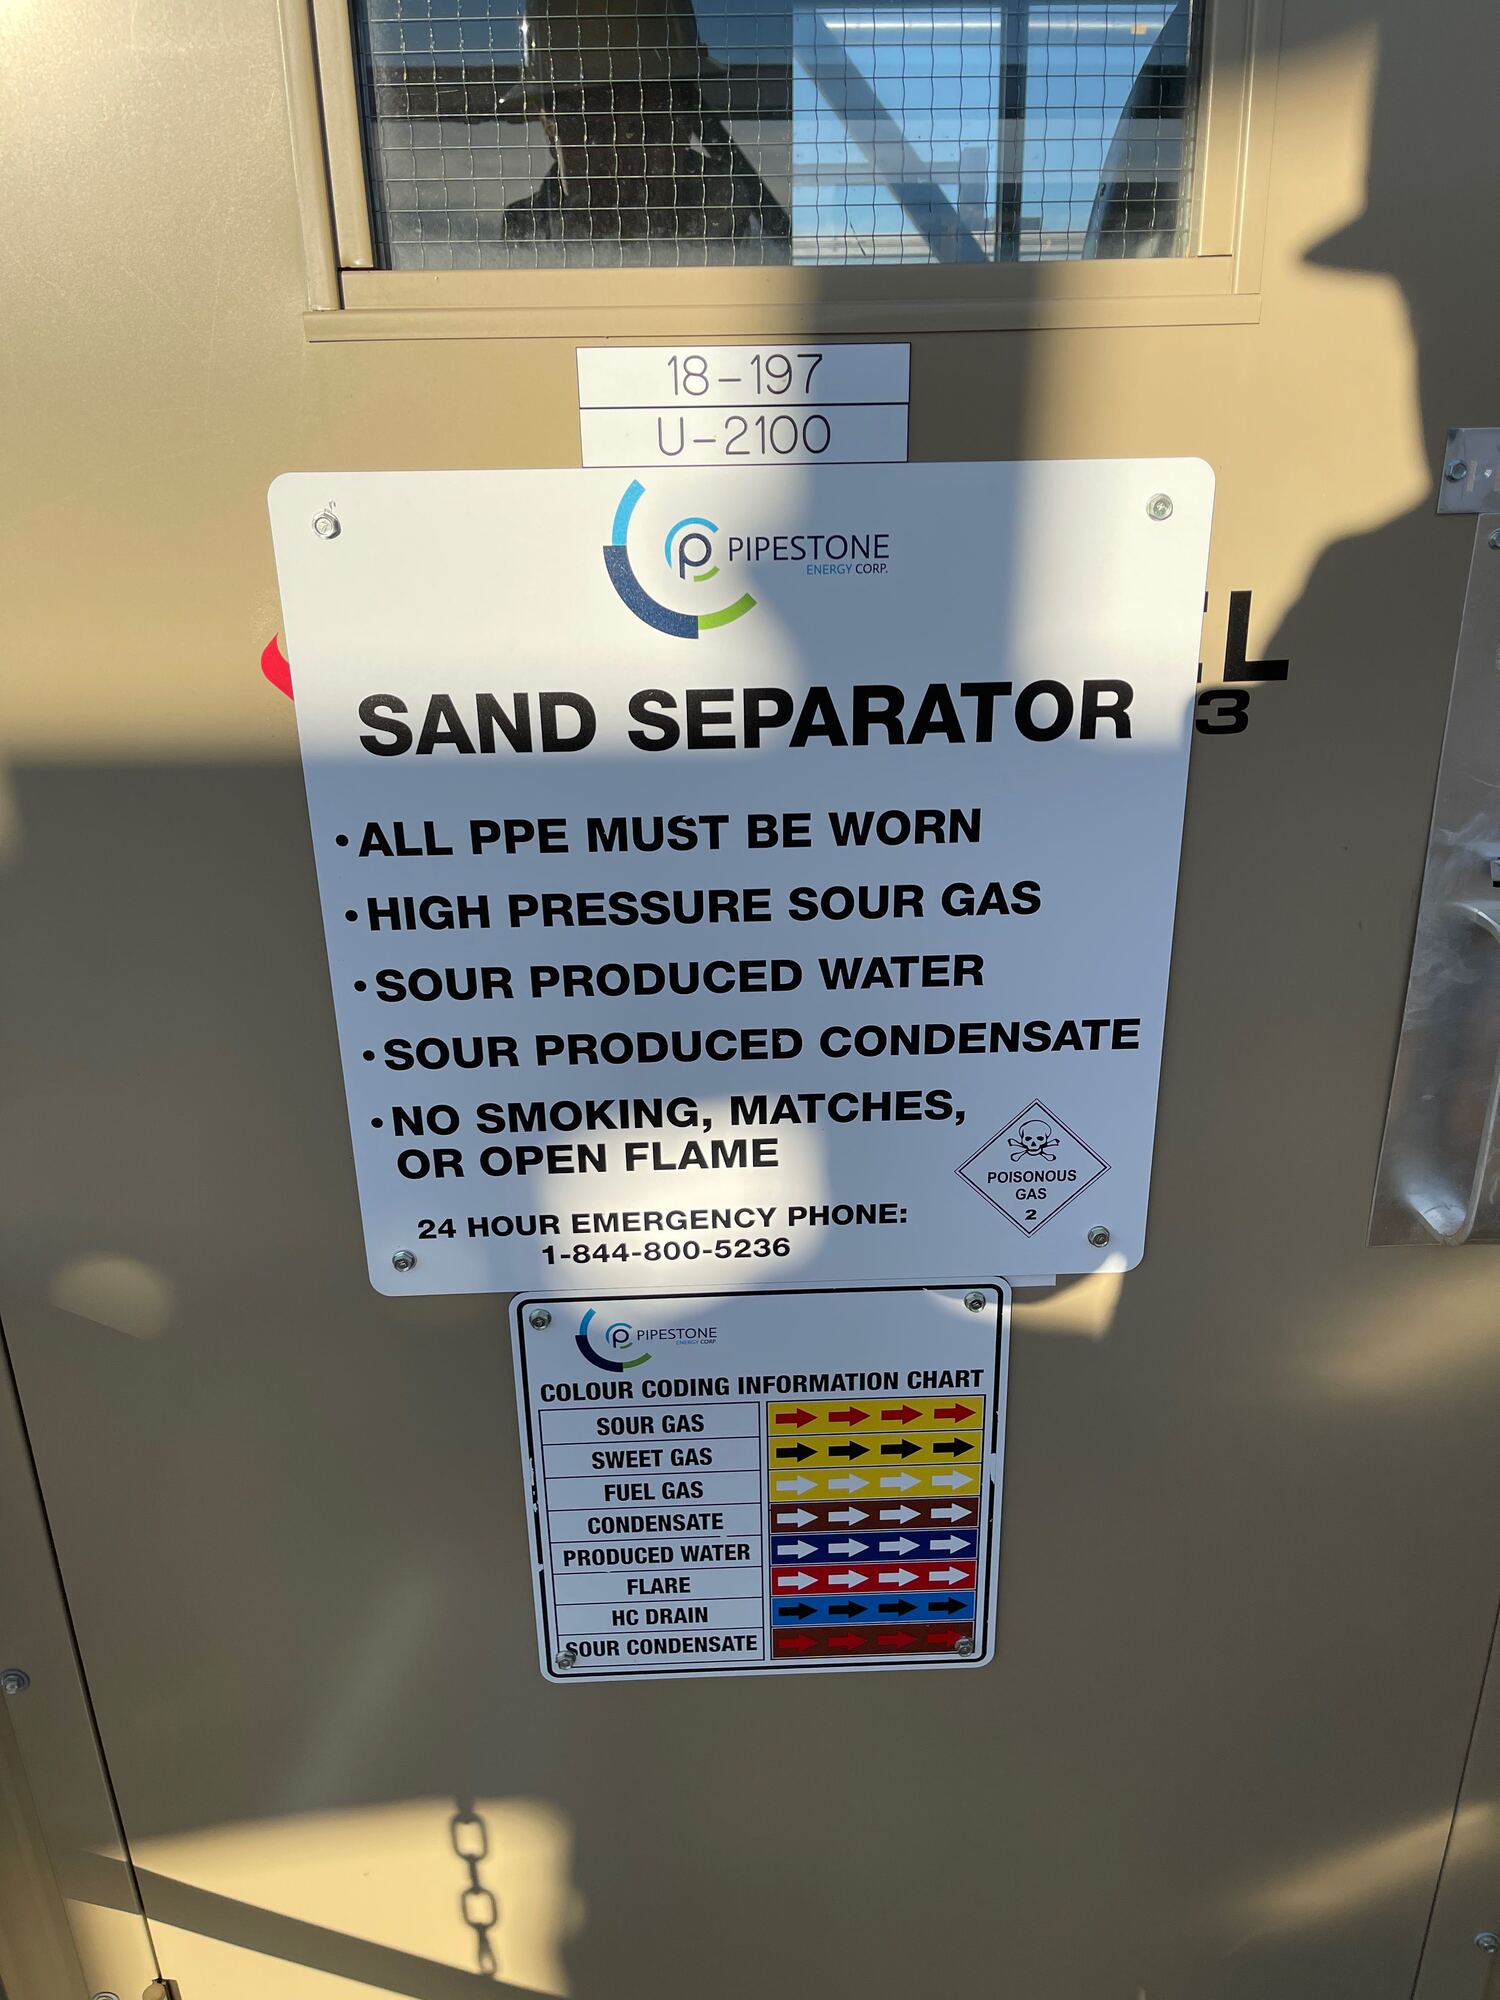 18-197
U-2100
PIPESTONE
ENERGY CORP.
SAND SEPARATOR
• ALL PPE MUST BE WORN
• HIGH PRESSURE SOUR GAS
• SOUR PRODUCED WATER
• SOUR PRODUCED CONDENSATE
• NO SMOKING, MATCHES,
OR OPEN FLAME
POISONOUS
GAS
2
24 HOUR EMERGENCY PHONE:
1-844-800-5236
PIPESTONE
ENERGY CORP.
COLOUR CODING INFORMATION CHART
SOUR GAS
SWEET GAS
FUEL GAS
CONDENSATE
PRODUCED WATER
FLARE
HC DRAIN
SOUR CONDENSATE